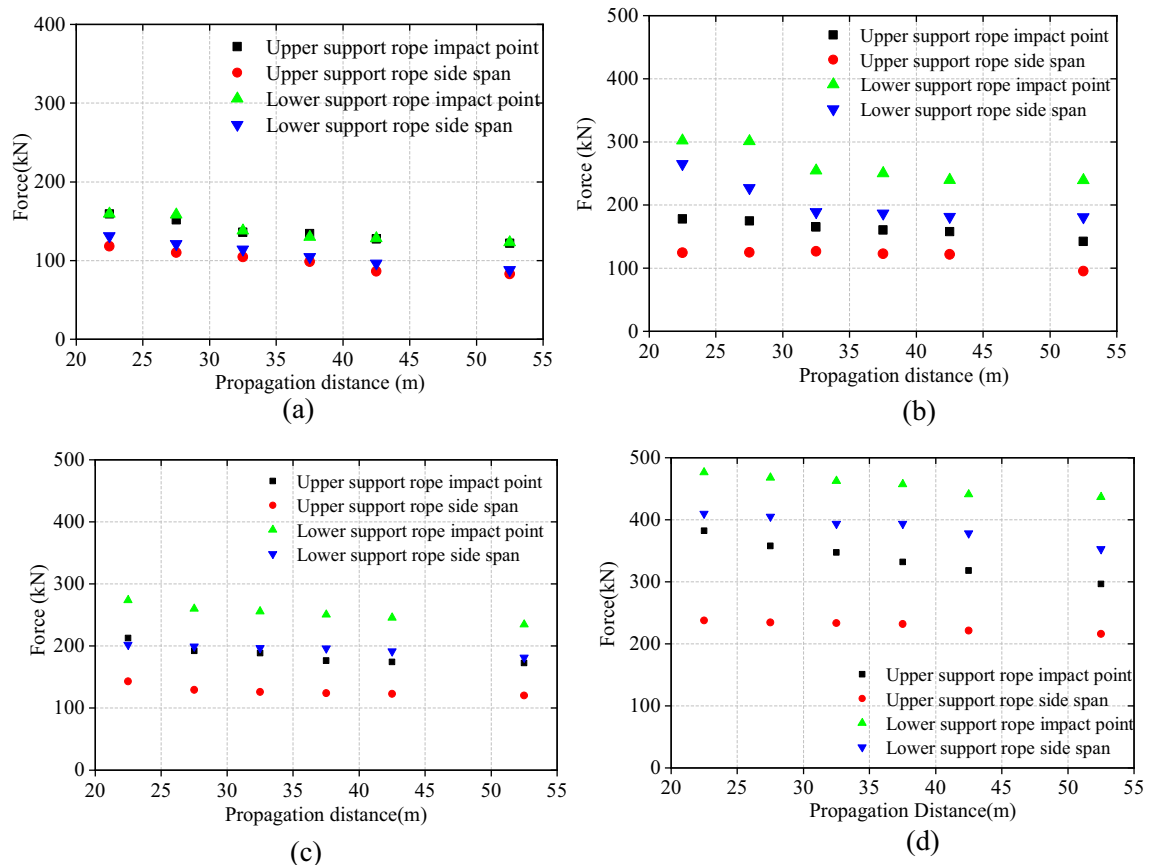 400
300
200
100
0
Force(kN)
Upper support rope impact point
Upper support rope side span
Lower support rope impact point
Lower support rope side span
20 25 30 35 40 45 50 55
Propagation distance (m)
(a)
500
400
300
200
100
0
Force (kN)
Upper support rope impact point
Upper support rope side span
Lower support rope impact point
Lower support rope side span
20 25 30 35 40 45 50 55
Propagation distance (m)
(b)
500
400
300
200
100
0
Force (kN)
Upper support rope impact point
Upper support rope side span
Lower support rope impact point
Lower support rope side span
20 25 30 35 40 45 50 55
Propagation distance(m)
(c)
500
400
300
200
100
0
Force(kN)
Upper support rope impact point
Upper support rope side span
Lower support rope impact point
Lower support rope side span
20 25 30 35 40 45 50 55
Propagation Distance(m)
(d)